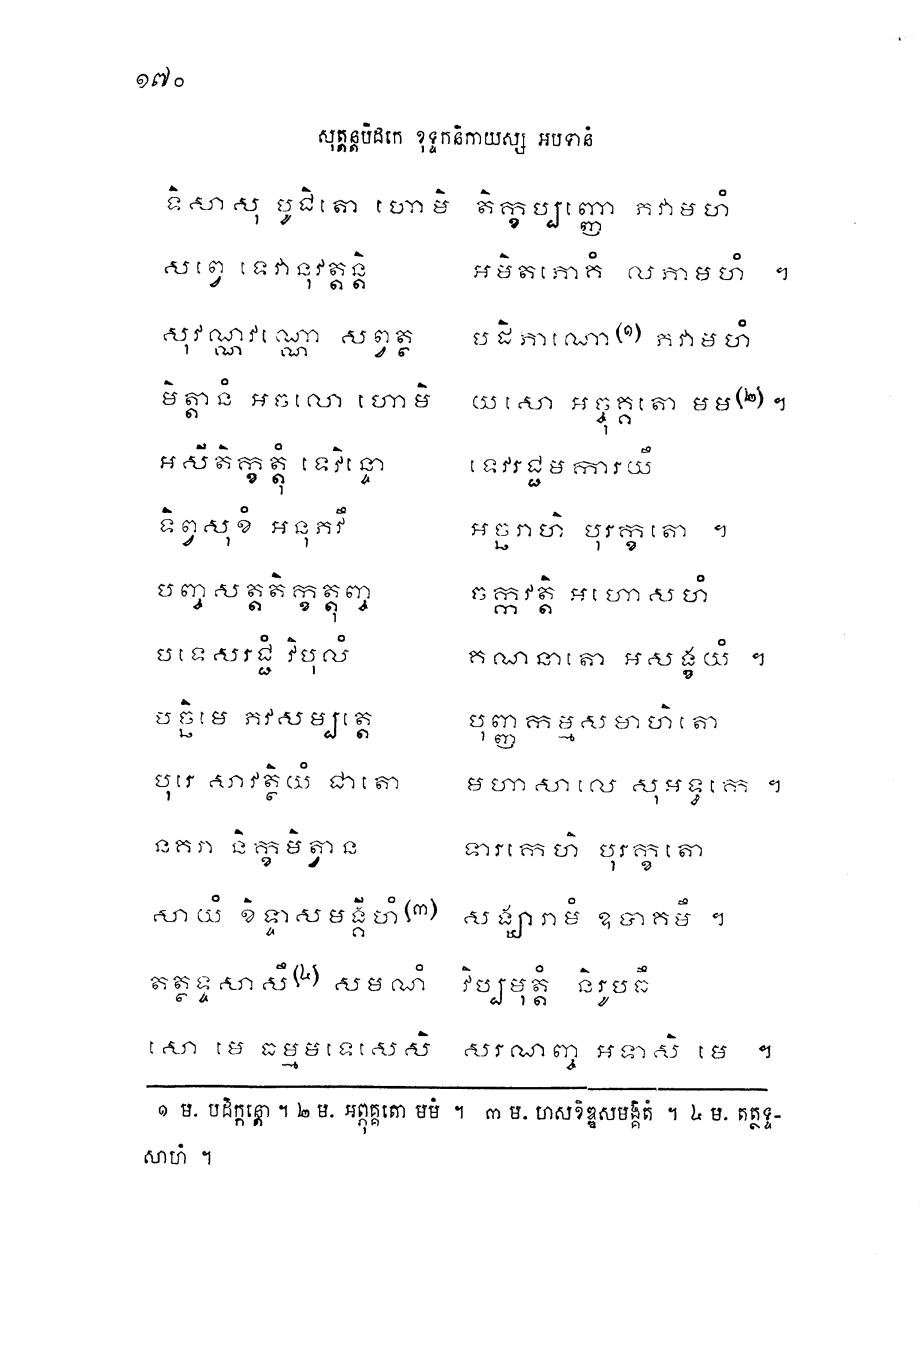 ១៧០
សុត្តន្តបិដកេ ខុទ្ទកនិកាយស្ស អបទានំ
ទិសាសុ បូជិតោ ហោមិ តិក្ខប្បញ្ញោ ភវាមហំ
សព្វេ ទេវានុវត្តន្តិ អមិតភោគំ លភាមហំ ។
សុវណ្ណវណ្ណោ សព្វត្ថ បដិភាណោ(១) ភវាមហំ
មិត្តានំ អចលោ ហោមិ យសោ អច្ចុគ្គតោ មម(២) ។
អសីតិក្ខត្តុំ ទេវិន្ទោ ទេវរជ្ជមការយឹ
ទិព្វសុខំ អនុភវឹ អច្ឆរាហិ បុរក្ខតោ ។
បញ្ចសត្តតិក្ខត្តុញ្ច ចក្កវត្តិ អហោសហំ
បទេសរជ្ជំ វិបុលំ គណនាតោ អសង្ខយំ ។
បច្ឆិមេ ភវសម្បត្តេ បុញ្ញកម្មសមាហិតោ
បុរេ សាវត្ថិយំ ជាតោ មហាសាលេ សុអឌ្ឍកេ ។
នគរា និក្ខមិត្វាន ទារកេហិ បុរក្ខតោ
សាយំ ខិឌ្ឌាសមង្គីហំ(៣) សង្ឃារាមំ ឧបាគមឹ ។
តត្ថទ្ទសាសឹ(៤) សមណំ វិប្បមុត្តំ និរូបធឹ
សោ មេ ធម្មមទេសេសិ សរណញ្ច អទាសិ មេ ។
១ ម. បដិក្កន្តោ ។ ២ ម. អព្ភុគ្គតោ មមំ ។ ៣ ម. ហសខិឌ្ឌសមង្គិតំ ។ ៤ ម. តត្ថទ្ទ-
សាហំ ។